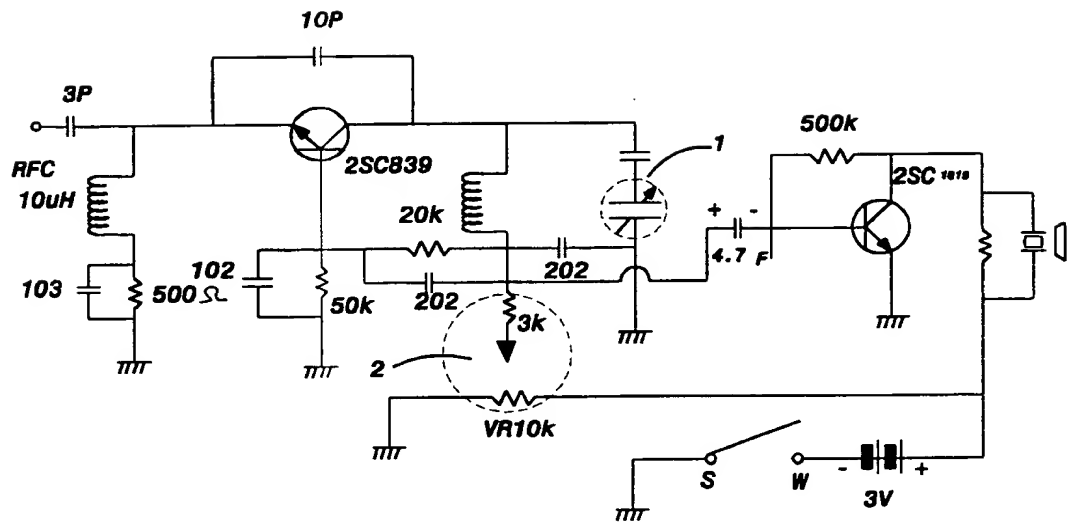 10P
3P
1
500k
RFC
10uH
2SC839
2SC 1815
20k
+ -
4.7 F
102
202
103
500Ω
50k
202
3k
2
VR10k
S W
- +
3V